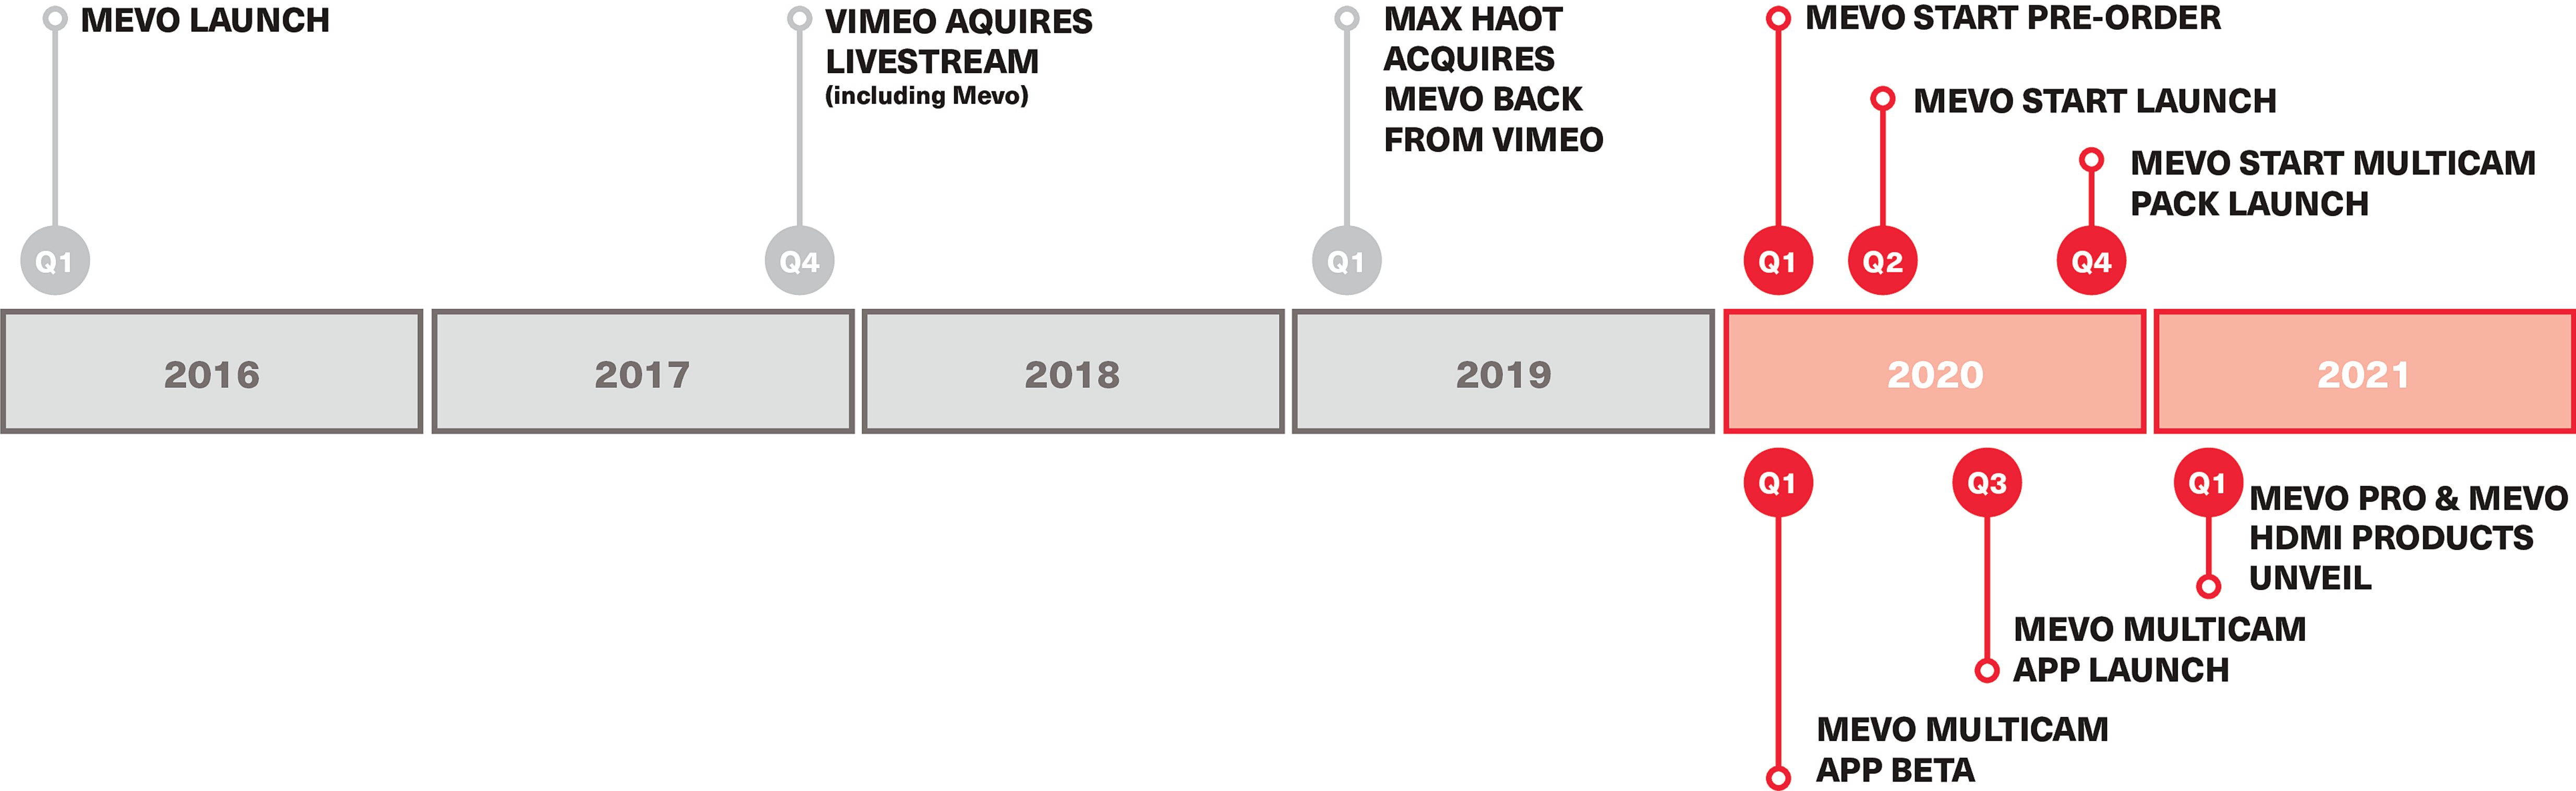 MEVO LAUNCH
VIMEO AQUIRES
LIVESTREAM
(including Mevo)
MAX HAOT
ACQUIRES
MEVO BACK
FROM VIMEO
MEVO START PRE-ORDER
MEVO START LAUNCH
MEVO START MULTICAM
PACK LAUNCH
Q1
Q4
Q1
Q1
Q2
Q4
2016
2017
2018
2019
2020
2021
Q1
Q3
Q1
MEVO PRO & MEVO
HDMI PRODUCTS
UNVEIL
MEVO MULTICAM
APP LAUNCH
MEVO MULTICAM
APP BETA